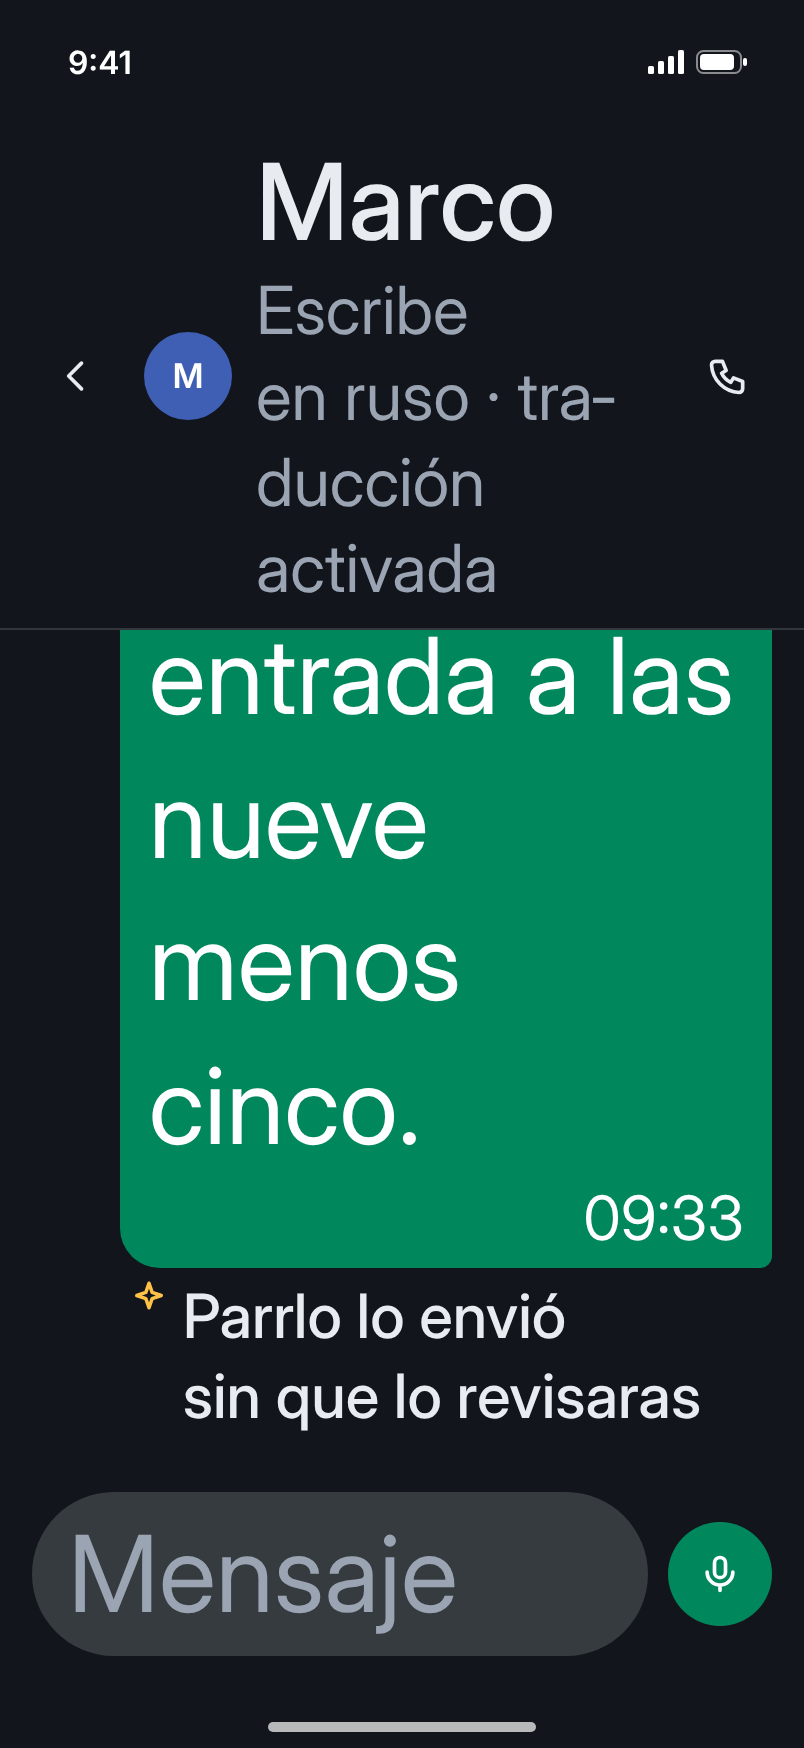 9:41
Marco
Escribe
en ruso · tra-
ducción
activada
M
entrada a las
nueve
menos
cinco.
09:33
Parrlo lo envió
sin que lo revisaras
Mensaje